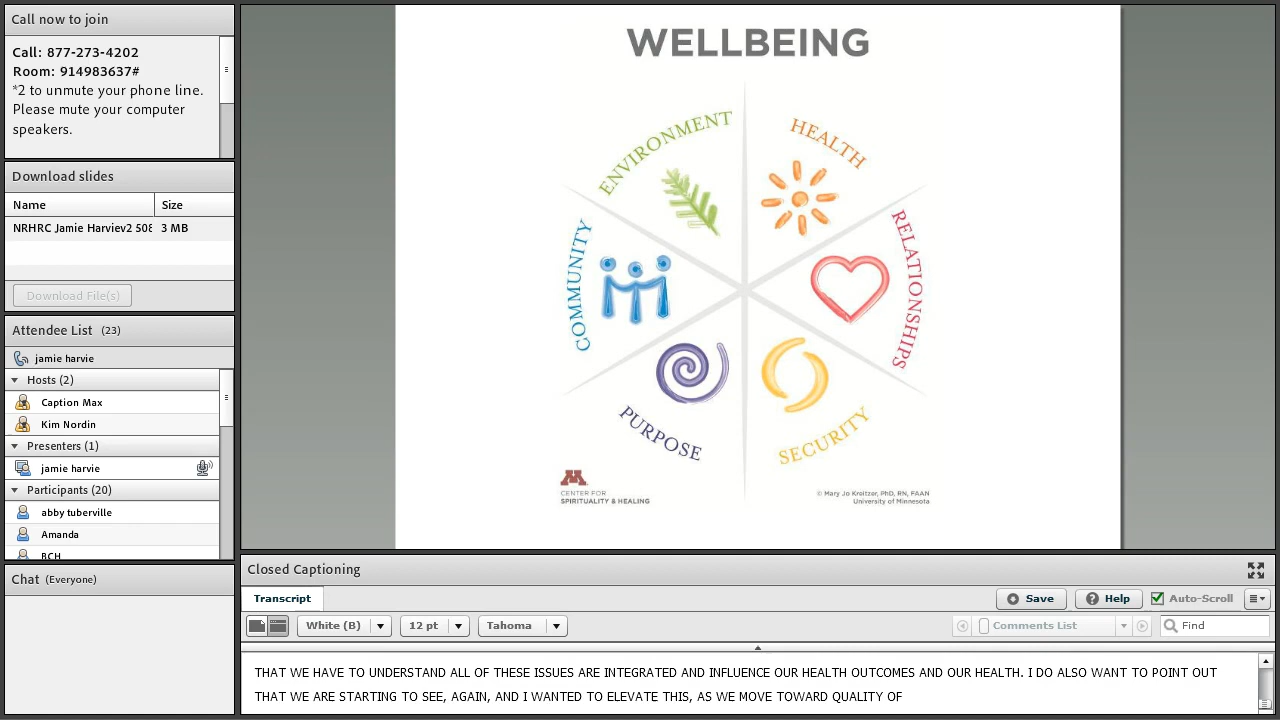 Call now to join
Call: 877-273-4202
Room: 914983637#
*2 to unmute your phone line.
Please mute your computer
speakers.
Download slides
Name Size
NRHRC Jamie Harviev2 508 3 MB
Download File(s)
Attendee List (23)
jamie harvie
Hosts (2)
Caption Max
Kim Nordin
Presenters (1)
jamie harvie
Participants (20)
abby tuberville
Amanda
BCH
Chat (Everyone)
WELLBEING
ENVIRONMENT
HEALTH
COMMUNITY
RELATIONSHIPS
PURPOSE
SECURITY
M
CENTER FOR
SPIRITUALITY & HEALING
© Mary Jo Kreitzer, PhD, RN, FAAN
University of Minnesota
Closed Captioning
Transcript Save Help Auto-Scroll
White (B) 12 pt Tahoma Comments List Find
THAT WE HAVE TO UNDERSTAND ALL OF THESE ISSUES ARE INTEGRATED AND INFLUENCE OUR HEALTH OUTCOMES AND OUR HEALTH. I DO ALSO WANT TO POINT OUT
THAT WE ARE STARTING TO SEE, AGAIN, AND I WANTED TO ELEVATE THIS, AS WE MOVE TOWARD QUALITY OF